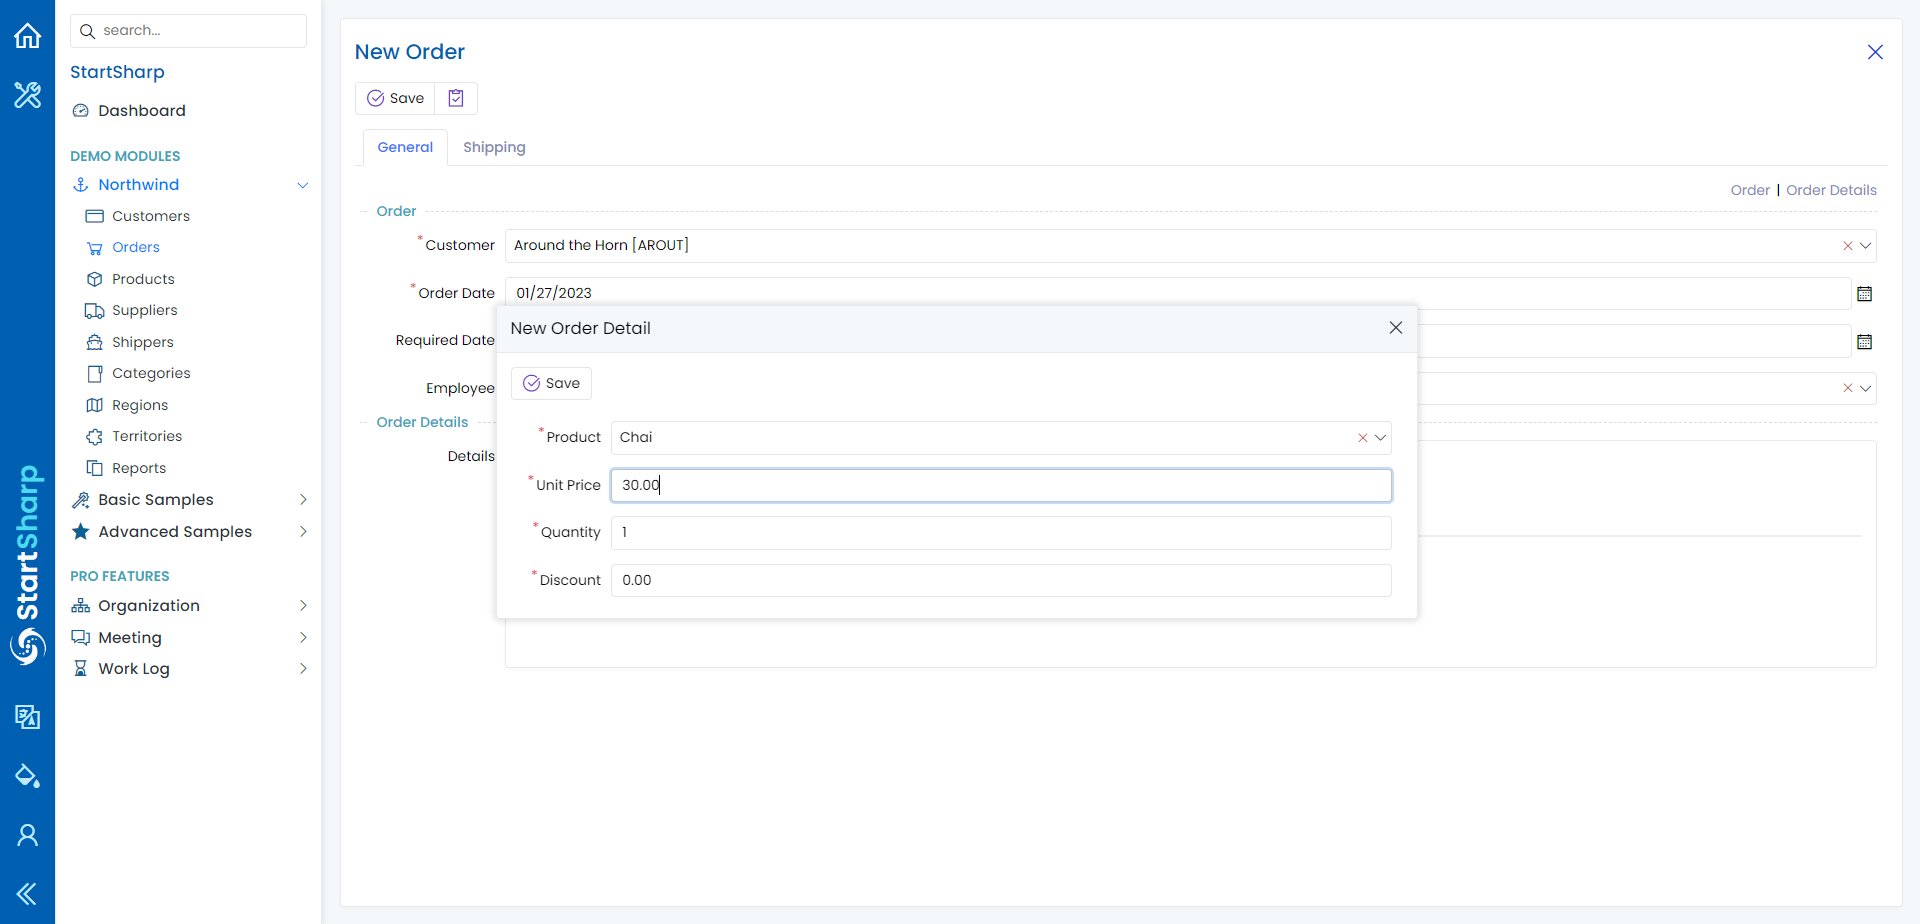 search...
StartSharp
Dashboard
DEMO MODULES
Northwind
Customers
Orders
Products
Suppliers
Shippers
Categories
Regions
Territories
Reports
Basic Samples
Advanced Samples
PRO FEATURES
Organization
Meeting
Work Log
StartSharp
New Order
Save
General Shipping
Order | Order Details
Order
* Customer Around the Horn [AROUT]
* Order Date 01/27/2023
Required Date
Employee
Order Details
Details
New Order Detail
Save
* Product Chai
* Unit Price 30.00
* Quantity 1
* Discount 0.00